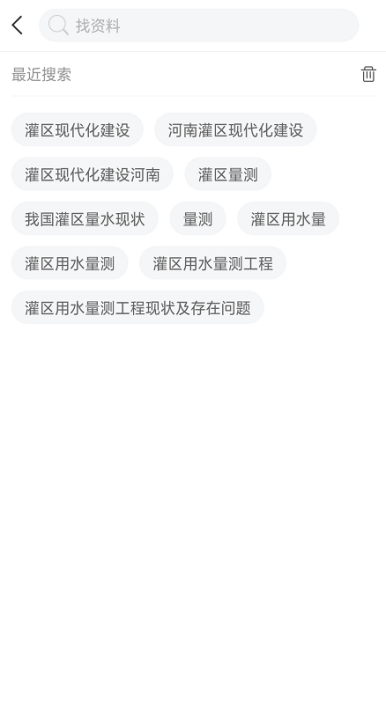 找资料
最近搜索
灌区现代化建设 河南灌区现代化建设
灌区现代化建设河南 灌区量测
我国灌区量水现状 量测 灌区用水量
灌区用水量测 灌区用水量测工程
灌区用水量测工程现状及存在问题